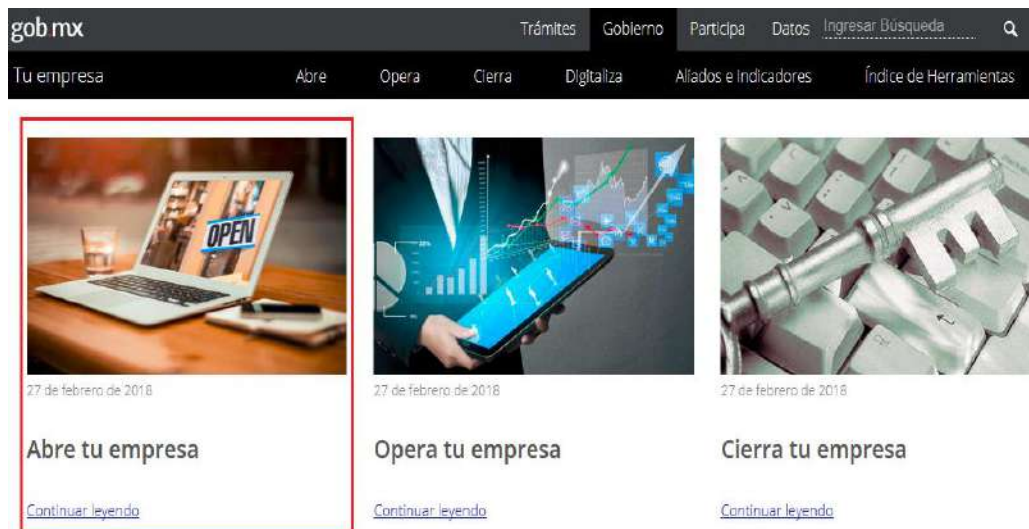 gob.mx
Trámites Gobierno Participa Datos Ingresar Búsqueda
Tu empresa Abre Opera Cierra Digitaliza Aliados e Indicadores Índice de Herramientas
OPEN
27 de febrero de 2018
Abre tu empresa
Continuar leyendo
27 de febrero de 2018
Opera tu empresa
Continuar leyendo
27 de febrero de 2018
Cierra tu empresa
Continuar leyendo